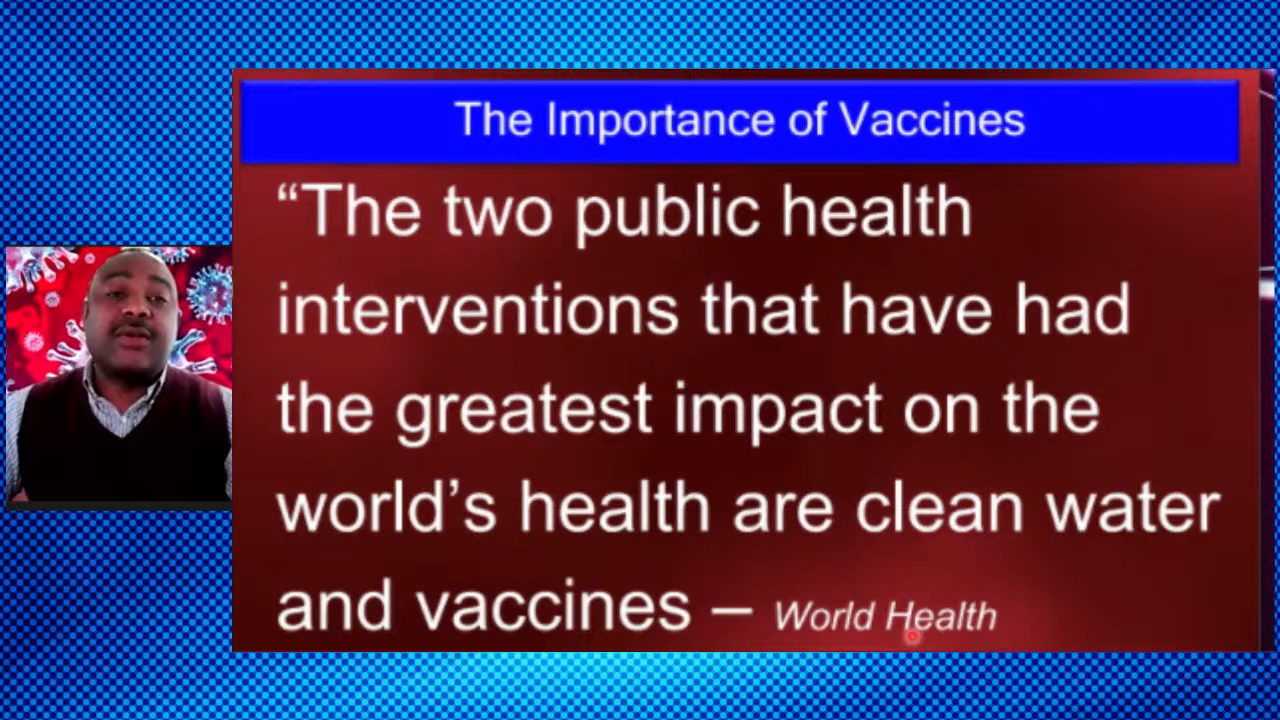 The Importance of Vaccines
“The two public health
interventions that have had
the greatest impact on the
world’s health are clean water
and vaccines – World Health